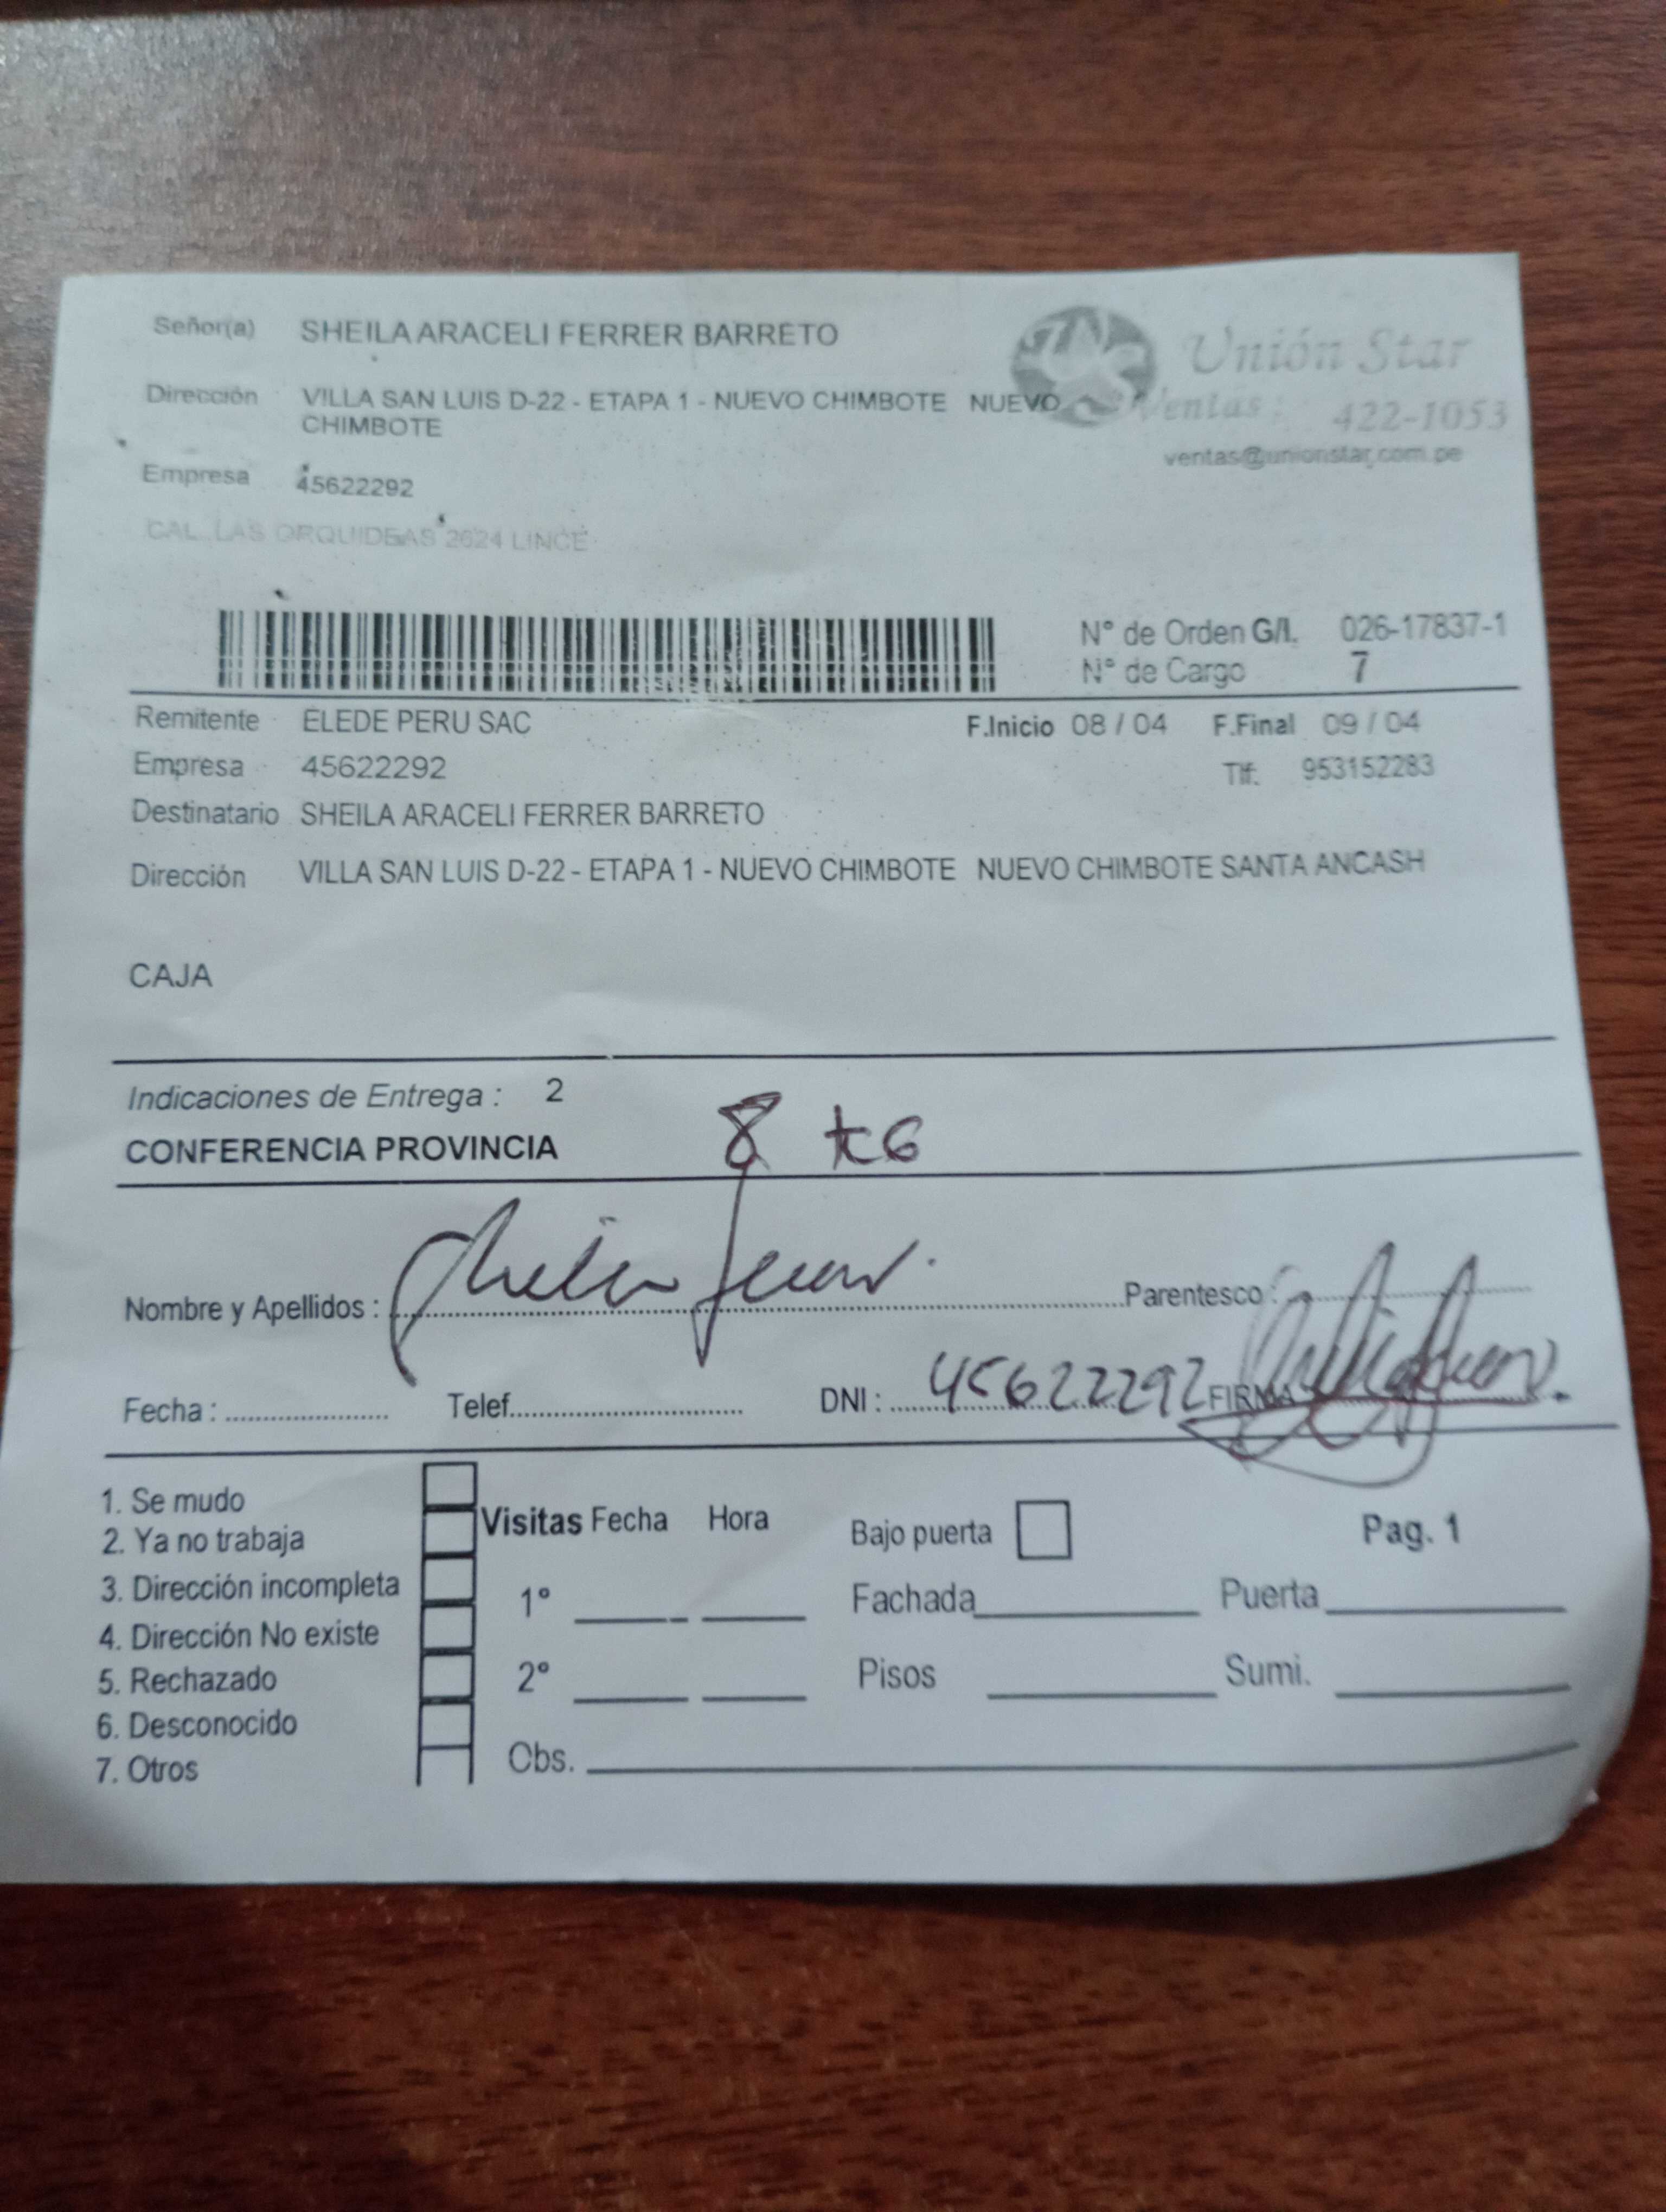 Señor(a) SHEILA ARACELI FERRER BARRETO
Unión Star
Dirección VILLA SAN LUIS D-22 - ETAPA 1 - NUEVO CHIMBOTE NUEVO CHIMBOTE
Ventas: 422-1053
ventas@unionstar.com.pe
Empresa 45622292
CAL. LAS ORQUIDEAS 2624 LINCE
N° de Orden G/I. 026-17837-1
N° de Cargo 7
Remitente ELEDE PERU SAC F.Inicio 08 / 04 F.Final 09 / 04
Empresa 45622292 Tlf: 953152283
Destinatario SHEILA ARACELI FERRER BARRETO
Dirección VILLA SAN LUIS D-22 - ETAPA 1 - NUEVO CHIMBOTE NUEVO CHIMBOTE SANTA ANCASH
CAJA
Indicaciones de Entrega : 2
CONFERENCIA PROVINCIA 8 KG
Nombre y Apellidos : Sheila Ferrer Parentesco :
Fecha : Telef. DNI : 45622292 FIRMA
1. Se mudo
2. Ya no trabaja
3. Dirección incompleta
4. Dirección No existe
5. Rechazado
6. Desconocido
7. Otros
Visitas Fecha Hora
1°
2°
Obs.
Bajo puerta
Pag. 1
Fachada Puerta
Pisos Sumi.